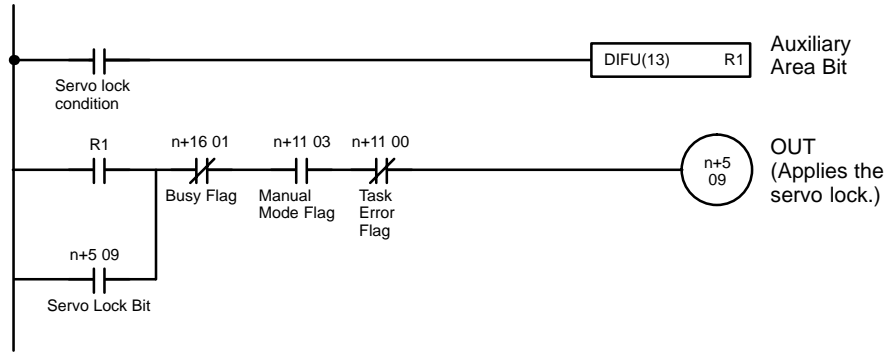 DIFU(13) R1
Auxiliary
Area Bit
Servo lock
condition
R1
n+16 01
n+11 03
n+11 00
Busy Flag
Manual
Mode Flag
Task
Error
Flag
n+5
09
OUT
(Applies the
servo lock.)
n+5 09
Servo Lock Bit